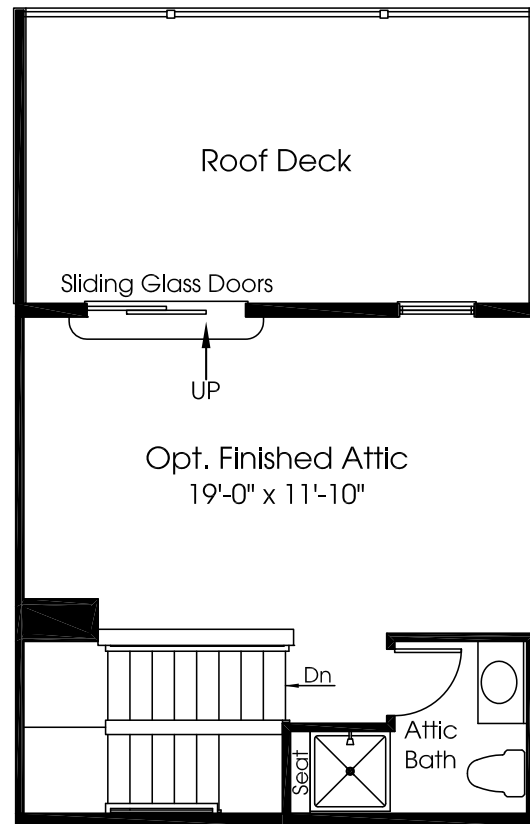 Roof Deck
Sliding Glass Doors
UP
Opt. Finished Attic
19'-0" x 11'-10"
Dn
Attic
Bath
Seat